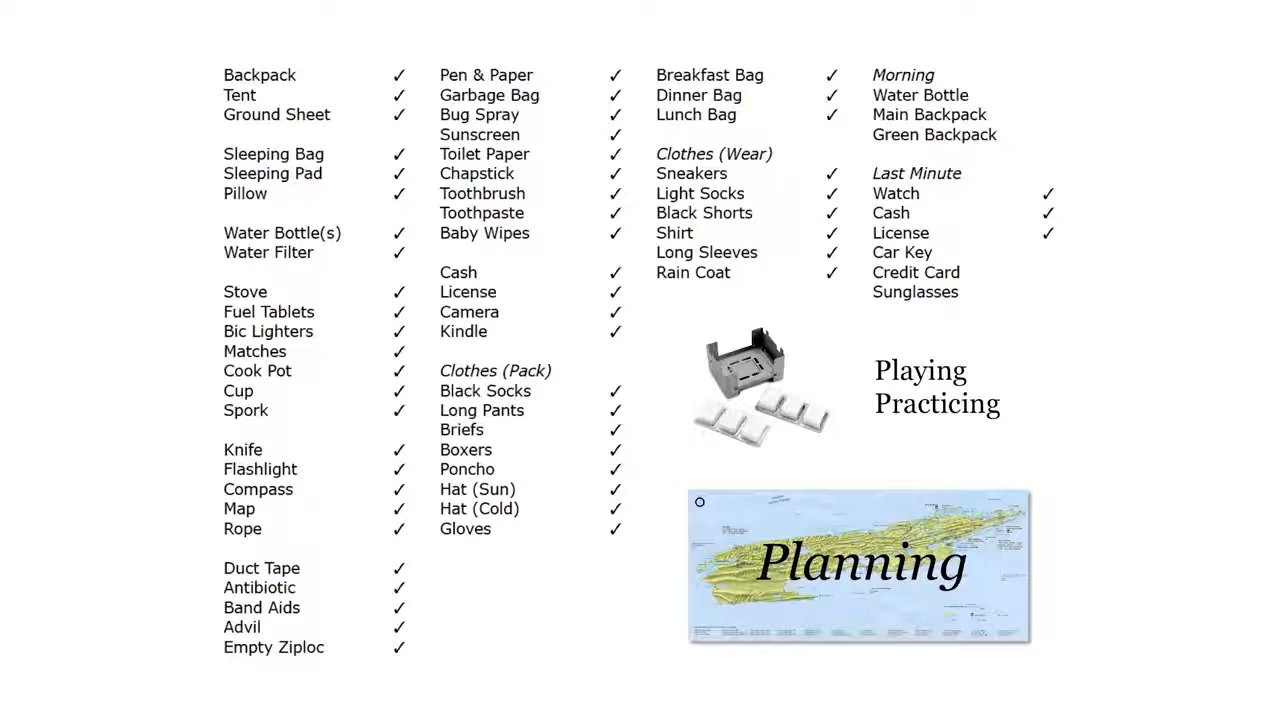 Backpack ✓
Tent ✓
Ground Sheet ✓
Sleeping Bag ✓
Sleeping Pad ✓
Pillow ✓
Water Bottle(s) ✓
Water Filter ✓
Stove ✓
Fuel Tablets ✓
Bic Lighters ✓
Matches ✓
Cook Pot ✓
Cup ✓
Spork ✓
Knife ✓
Flashlight ✓
Compass ✓
Map ✓
Rope ✓
Duct Tape ✓
Antibiotic ✓
Band Aids ✓
Advil ✓
Empty Ziploc ✓
Pen & Paper ✓
Garbage Bag ✓
Bug Spray ✓
Sunscreen ✓
Toilet Paper ✓
Chapstick ✓
Toothbrush ✓
Toothpaste ✓
Baby Wipes ✓
Cash ✓
License ✓
Camera ✓
Kindle ✓
Clothes (Pack)
Black Socks ✓
Long Pants ✓
Briefs ✓
Boxers ✓
Poncho ✓
Hat (Sun) ✓
Hat (Cold) ✓
Gloves ✓
Breakfast Bag ✓
Dinner Bag ✓
Lunch Bag ✓
Clothes (Wear)
Sneakers ✓
Light Socks ✓
Black Shorts ✓
Shirt ✓
Long Sleeves ✓
Rain Coat ✓
Morning
Water Bottle
Main Backpack
Green Backpack
Last Minute
Watch ✓
Cash ✓
License ✓
Car Key
Credit Card
Sunglasses
Playing
Practicing
Planning